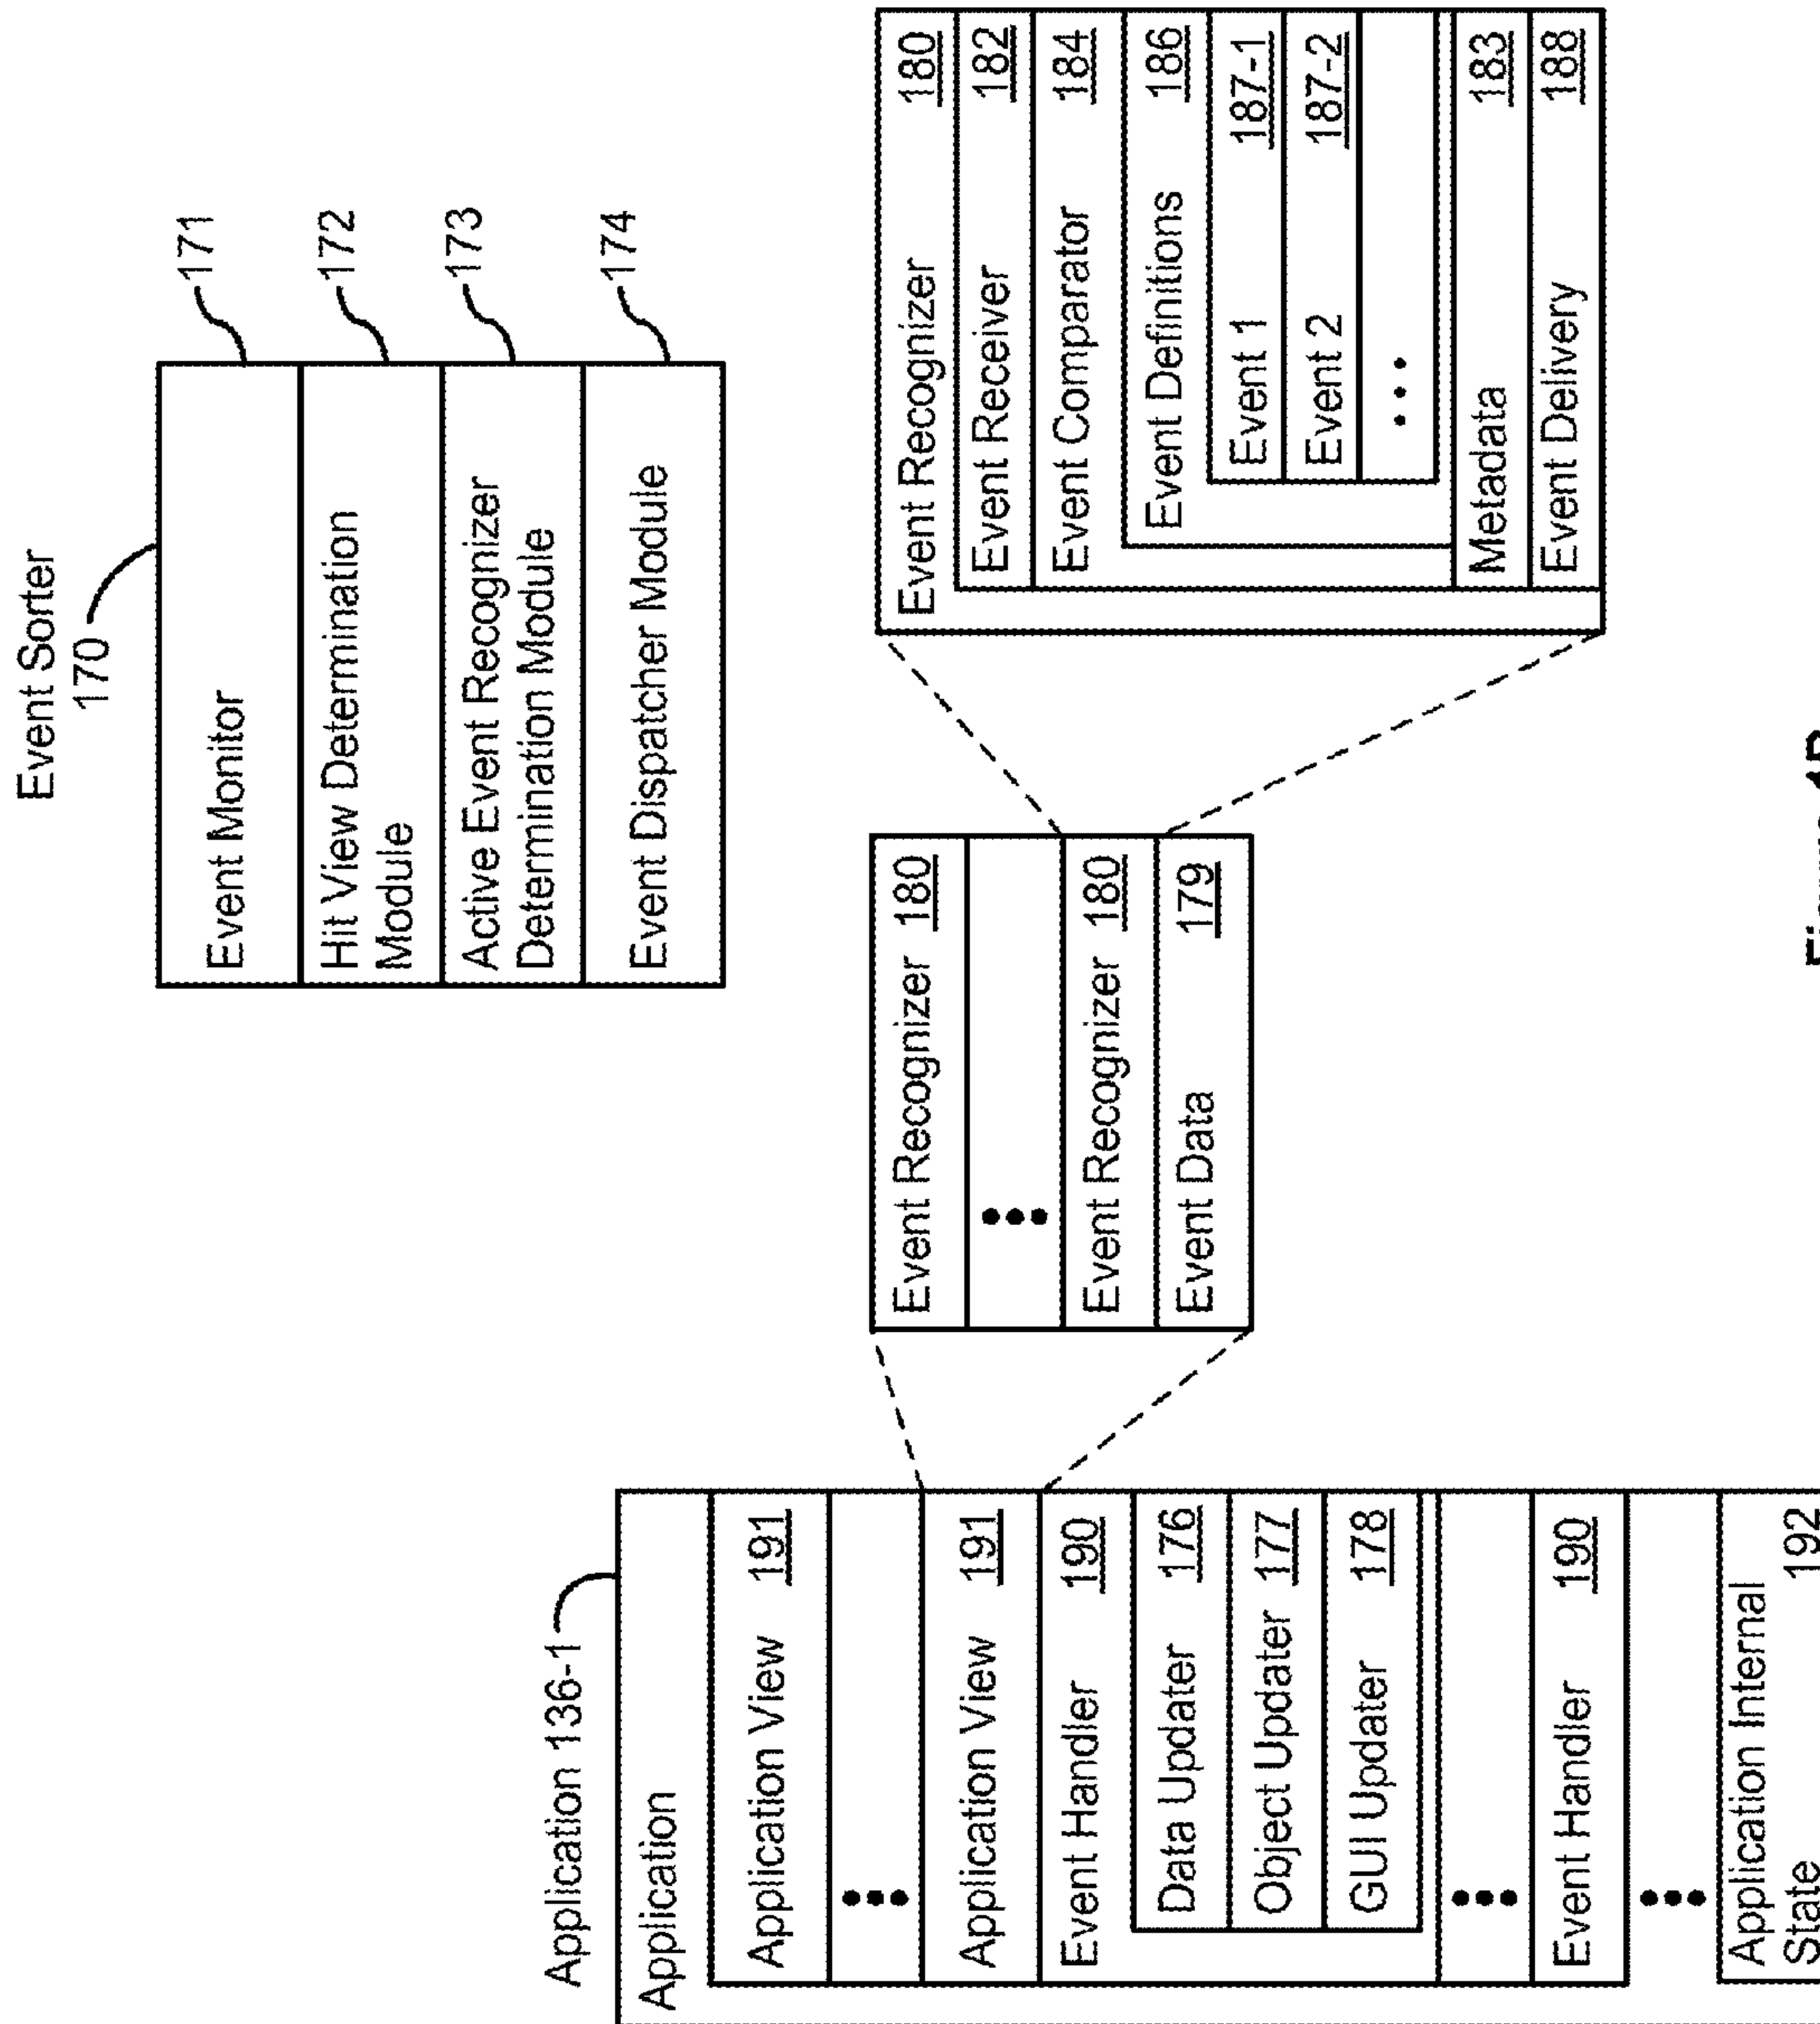 Event Sorter
170
Event Monitor
171
Hit View Determination
Module
172
Active Event Recognizer
Determination Module
173
Event Dispatcher Module
174
Application 136-1
Application
Application View 191
•••
Application View 191
Event Handler 190
Data Updater 176
Object Updater 177
GUI Updater 178
•••
Event Handler 190
•••
Application Internal
State 192
Event Recognizer 180
•••
Event Recognizer 180
Event Data 179
Event Recognizer 180
Event Receiver 182
Event Comparator 184
Event Definitions 186
Event 1 187-1
Event 2 187-2
•••
Metadata 183
Event Delivery 188